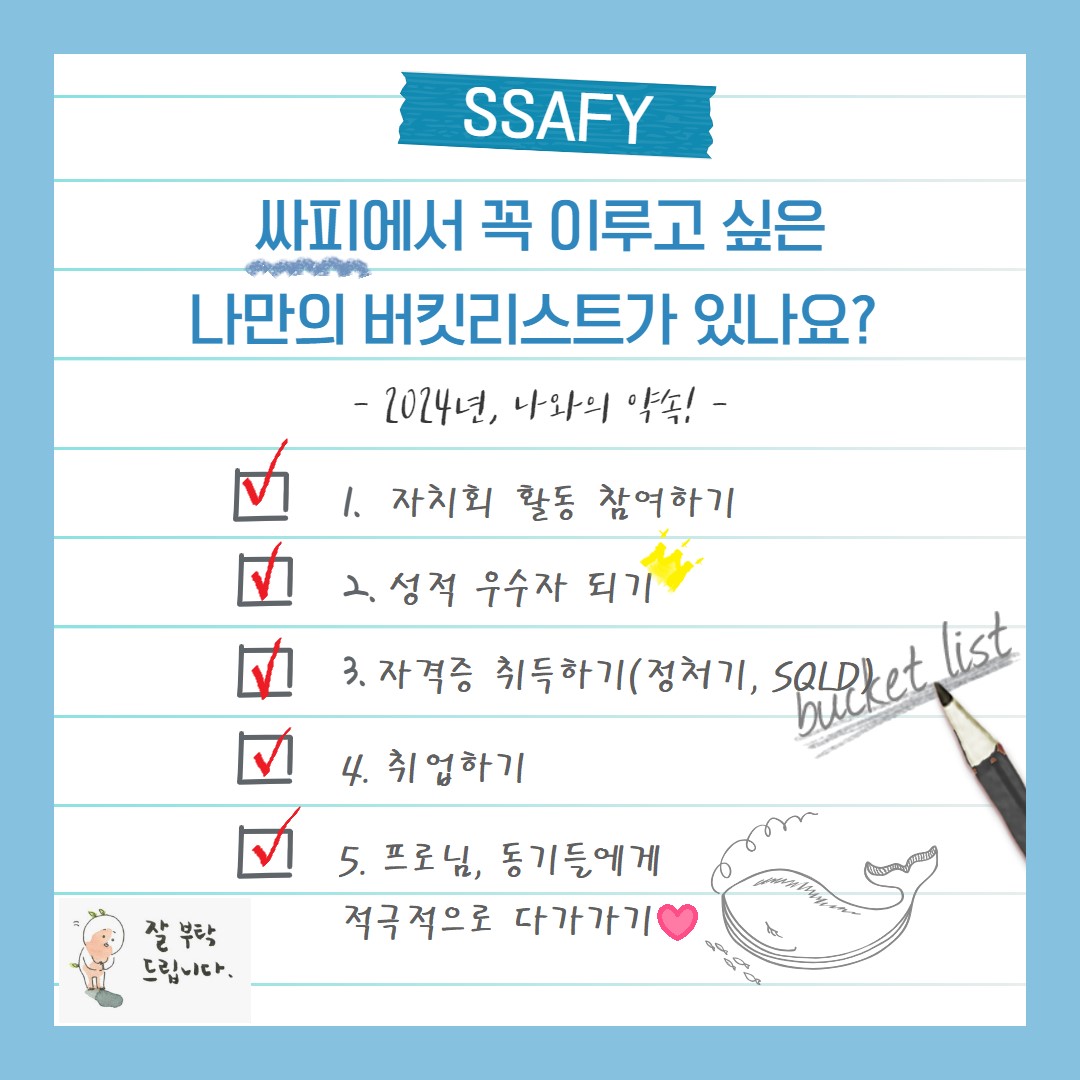 SSAFY
싸피에서 꼭 이루고 싶은
나만의 버킷리스트가 있나요?
- 2024년, 나와의 약속! -
1. 자치회 활동 참여하기
2. 성적 우수자 되기
3. 자격증 취득하기(정처기, SQLD)
bucket list
4. 취업하기
5. 프로님, 동기들에게
적극적으로 다가가기
잘 부탁
드립니다.